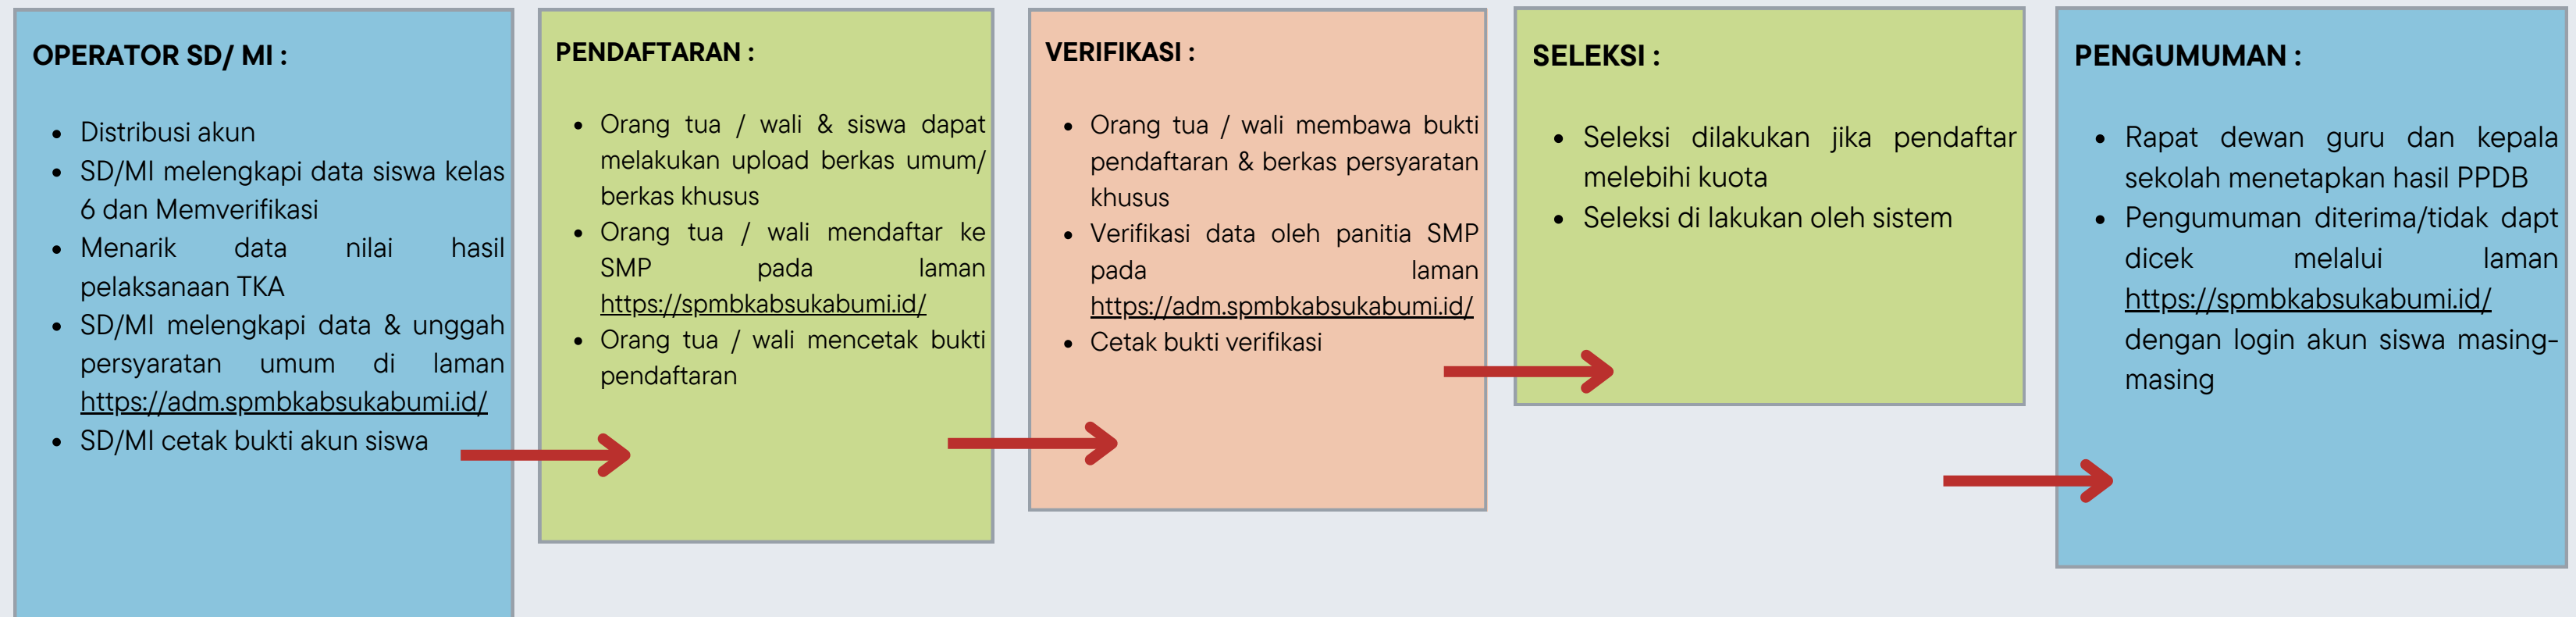 OPERATOR SD/ MI :
• Distribusi akun
• SD/MI melengkapi data siswa kelas
6 dan Memverifikasi
• Menarik data nilai hasil
pelaksanaan TKA
• SD/MI melengkapi data & unggah
persyaratan umum di laman
https://adm.spmbkabsukabumi.id/
• SD/MI cetak bukti akun siswa
PENDAFTARAN :
• Orang tua / wali & siswa dapat
melakukan upload berkas umum/
berkas khusus
• Orang tua / wali mendaftar ke
SMP pada laman
https://spmbkabsukabumi.id/
• Orang tua / wali mencetak bukti
pendaftaran
VERIFIKASI :
• Orang tua / wali membawa bukti
pendaftaran & berkas persyaratan
khusus
• Verifikasi data oleh panitia SMP
pada laman
https://adm.spmbkabsukabumi.id/
• Cetak bukti verifikasi
SELEKSI :
• Seleksi dilakukan jika pendaftar
melebihi kuota
• Seleksi di lakukan oleh sistem
PENGUMUMAN :
• Rapat dewan guru dan kepala
sekolah menetapkan hasil PPDB
• Pengumuman diterima/tidak dapt
dicek melalui laman
https://spmbkabsukabumi.id/
dengan login akun siswa masing-
masing